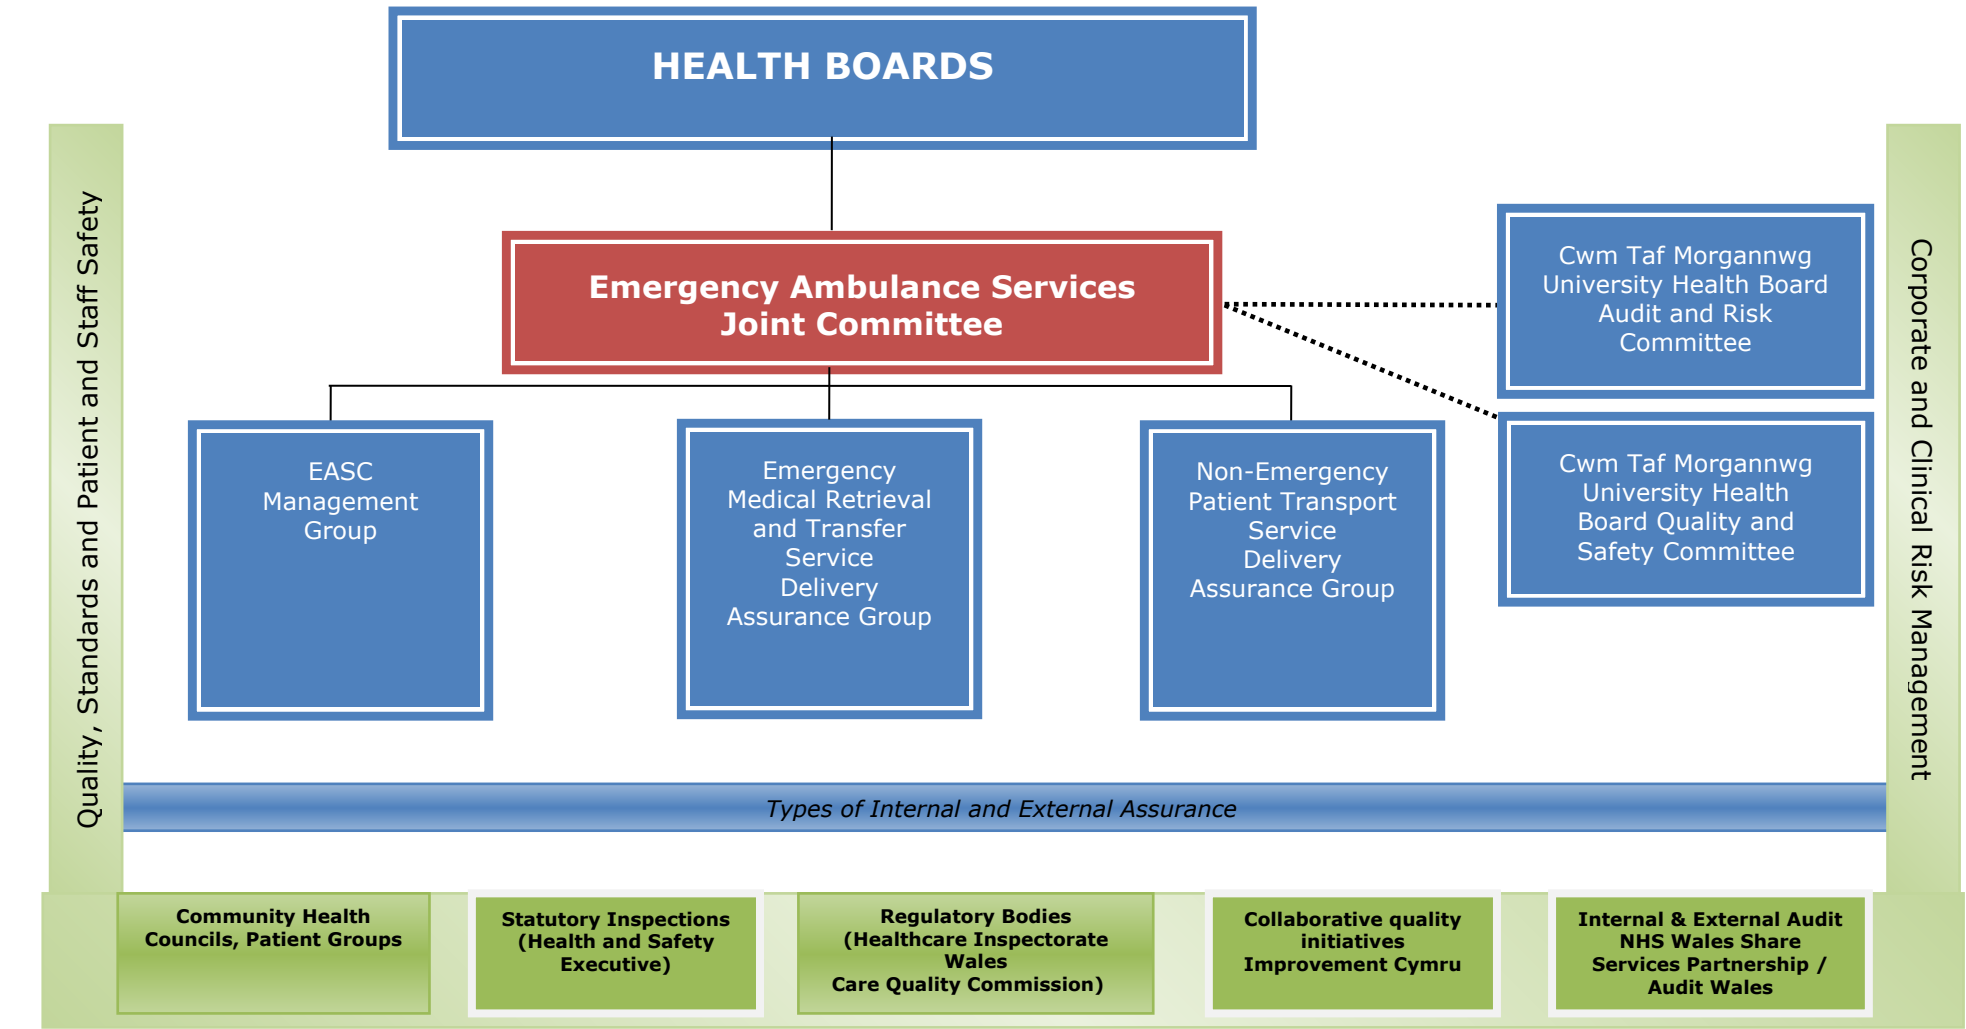 HEALTH BOARDS
Quality, Standards and Patient and Staff Safety
Emergency Ambulance Services
Joint Committee
Cwm Taf Morgannwg
University Health Board
Audit and Risk
Committee
Corporate and Clinical Risk Management
EASC
Management
Group
Emergency
Medical Retrieval
and Transfer
Service
Delivery
Assurance Group
Non-Emergency
Patient Transport
Service
Delivery
Assurance Group
Cwm Taf Morgannwg
University Health
Board Quality and
Safety Committee
Types of Internal and External Assurance
Community Health
Councils, Patient Groups
Statutory Inspections
(Health and Safety
Executive)
Regulatory Bodies
(Healthcare Inspectorate
Wales
Care Quality Commission)
Collaborative quality
initiatives
Improvement Cymru
Internal & External Audit
NHS Wales Share
Services Partnership /
Audit Wales